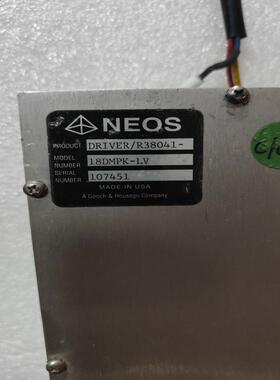 NEOS
PRODUCT DRIVER/R38041-
MODEL NUMBER 18DMPK-LV
SERIAL NUMBER 107451
MADE IN USA
A Gooch & Housego Company